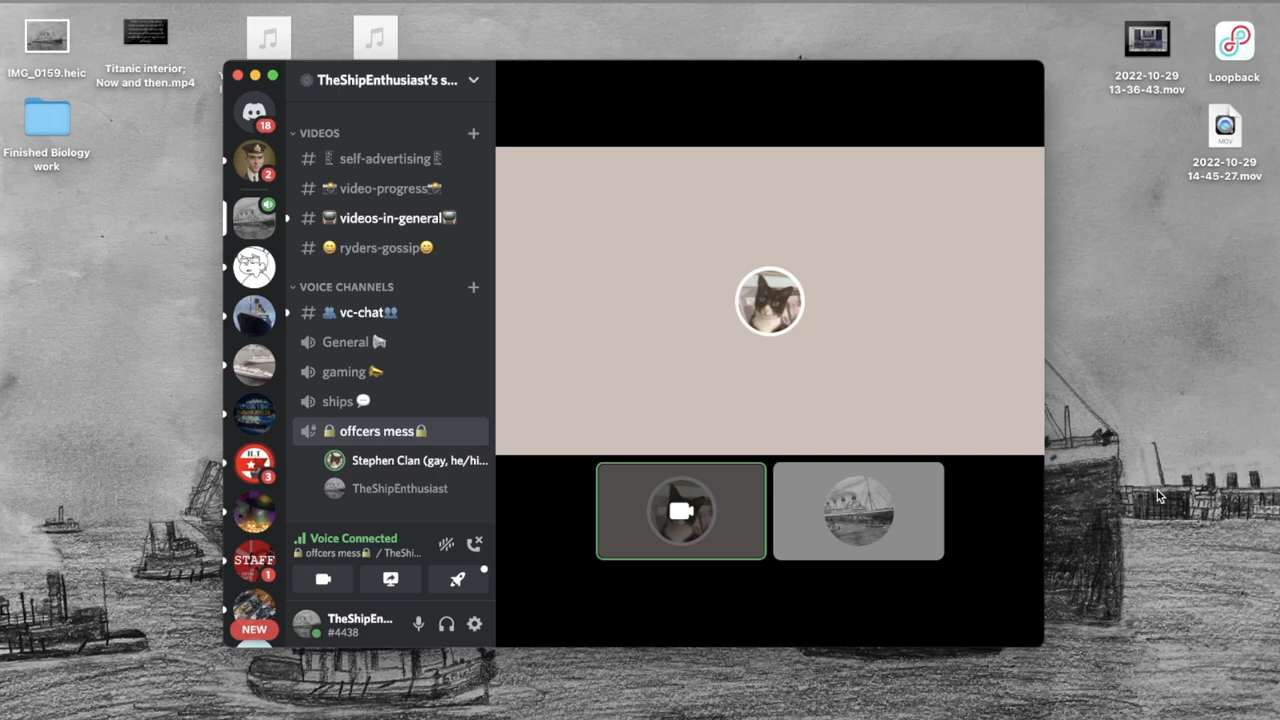 IMG_0159.heic
Titanic interior;
Now and then.mp4
2022-10-29
13-36-43.mov
Loopback
Finished Biology
work
MOV
2022-10-29
14-45-27.mov
TheShipEnthusiast's s...
18
2
3
STAFF
1
NEW
VIDEOS
self-advertising
video-progress
videos-in-general
ryders-gossip
VOICE CHANNELS
vc-chat
General
gaming
ships
offcers mess
Stephen Clan (gay, he/hi...
TheShipEnthusiast
Voice Connected
offcers mess / TheShi...
TheShipEn...
#4438